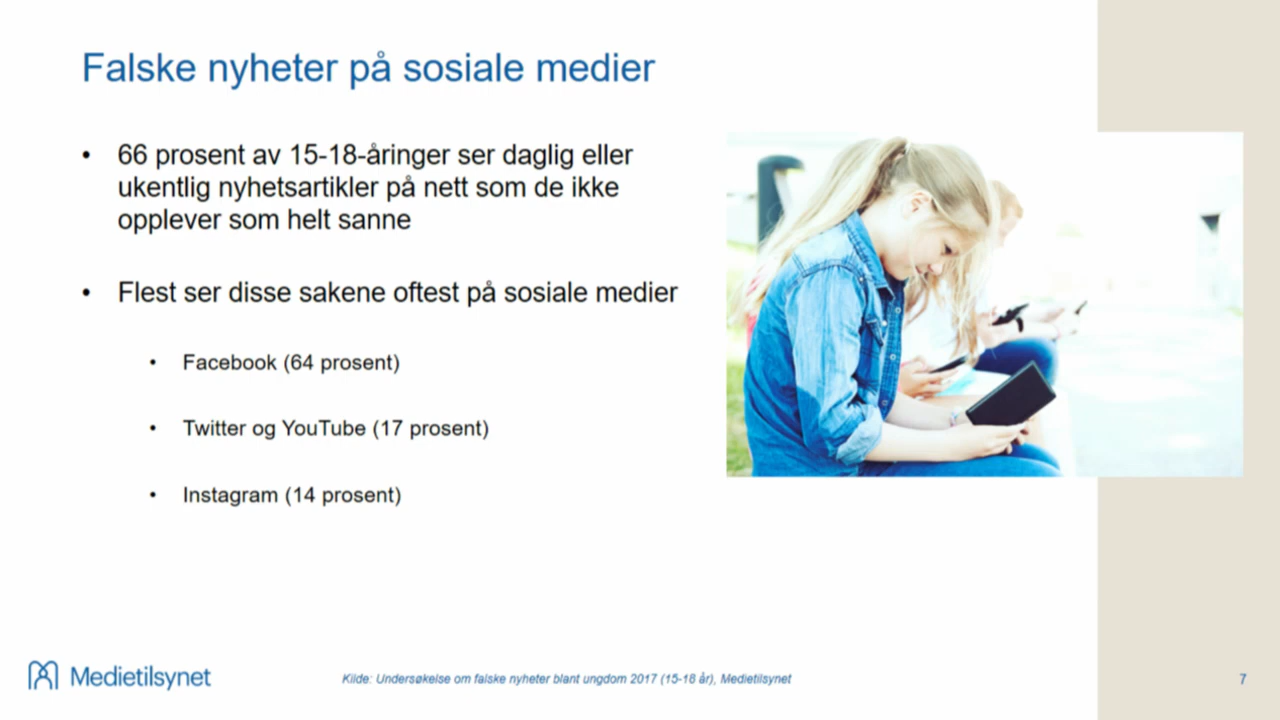 Falske nyheter på sosiale medier
• 66 prosent av 15-18-åringer ser daglig eller
ukentlig nyhetsartikler på nett som de ikke
opplever som helt sanne
• Flest ser disse sakene oftest på sosiale medier
• Facebook (64 prosent)
• Twitter og YouTube (17 prosent)
• Instagram (14 prosent)
Medietilsynet
Kilde: Undersøkelse om falske nyheter blant ungdom 2017 (15-18 år), Medietilsynet
7